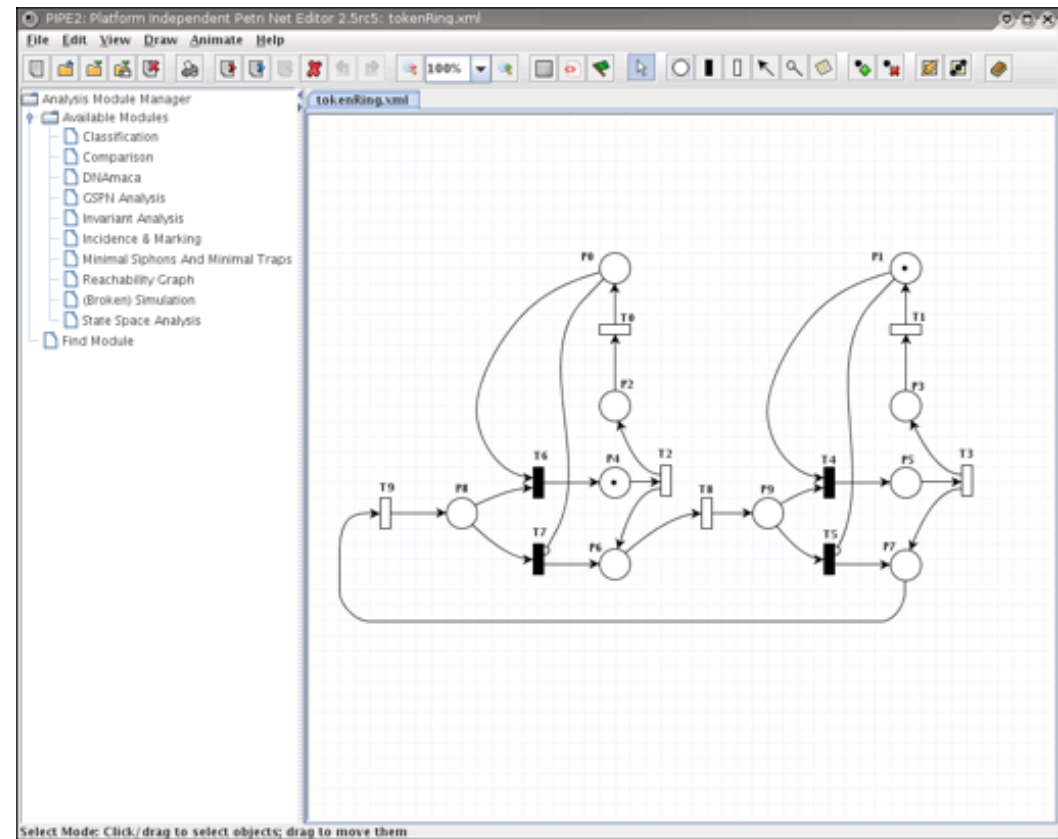 PIPE2: Platform Independent Petri Net Editor 2.5rc5: tokenRing.xml
File Edit View Draw Animate Help
100%
Analysis Module Manager
Available Modules
Classification
Comparison
DNAmaca
GSPN Analysis
Invariant Analysis
Incidence & Marking
Minimal Siphons And Minimal Traps
Reachability Graph
(Broken) Simulation
State Space Analysis
Find Module
tokenRing.xml
P0 P1
T0 T1
P2 P3
T6 P4 T2 T4 P5 T3
T9 P8 T8 P9
T7 P6 T5 P7
Select Mode: Click/drag to select objects; drag to move them